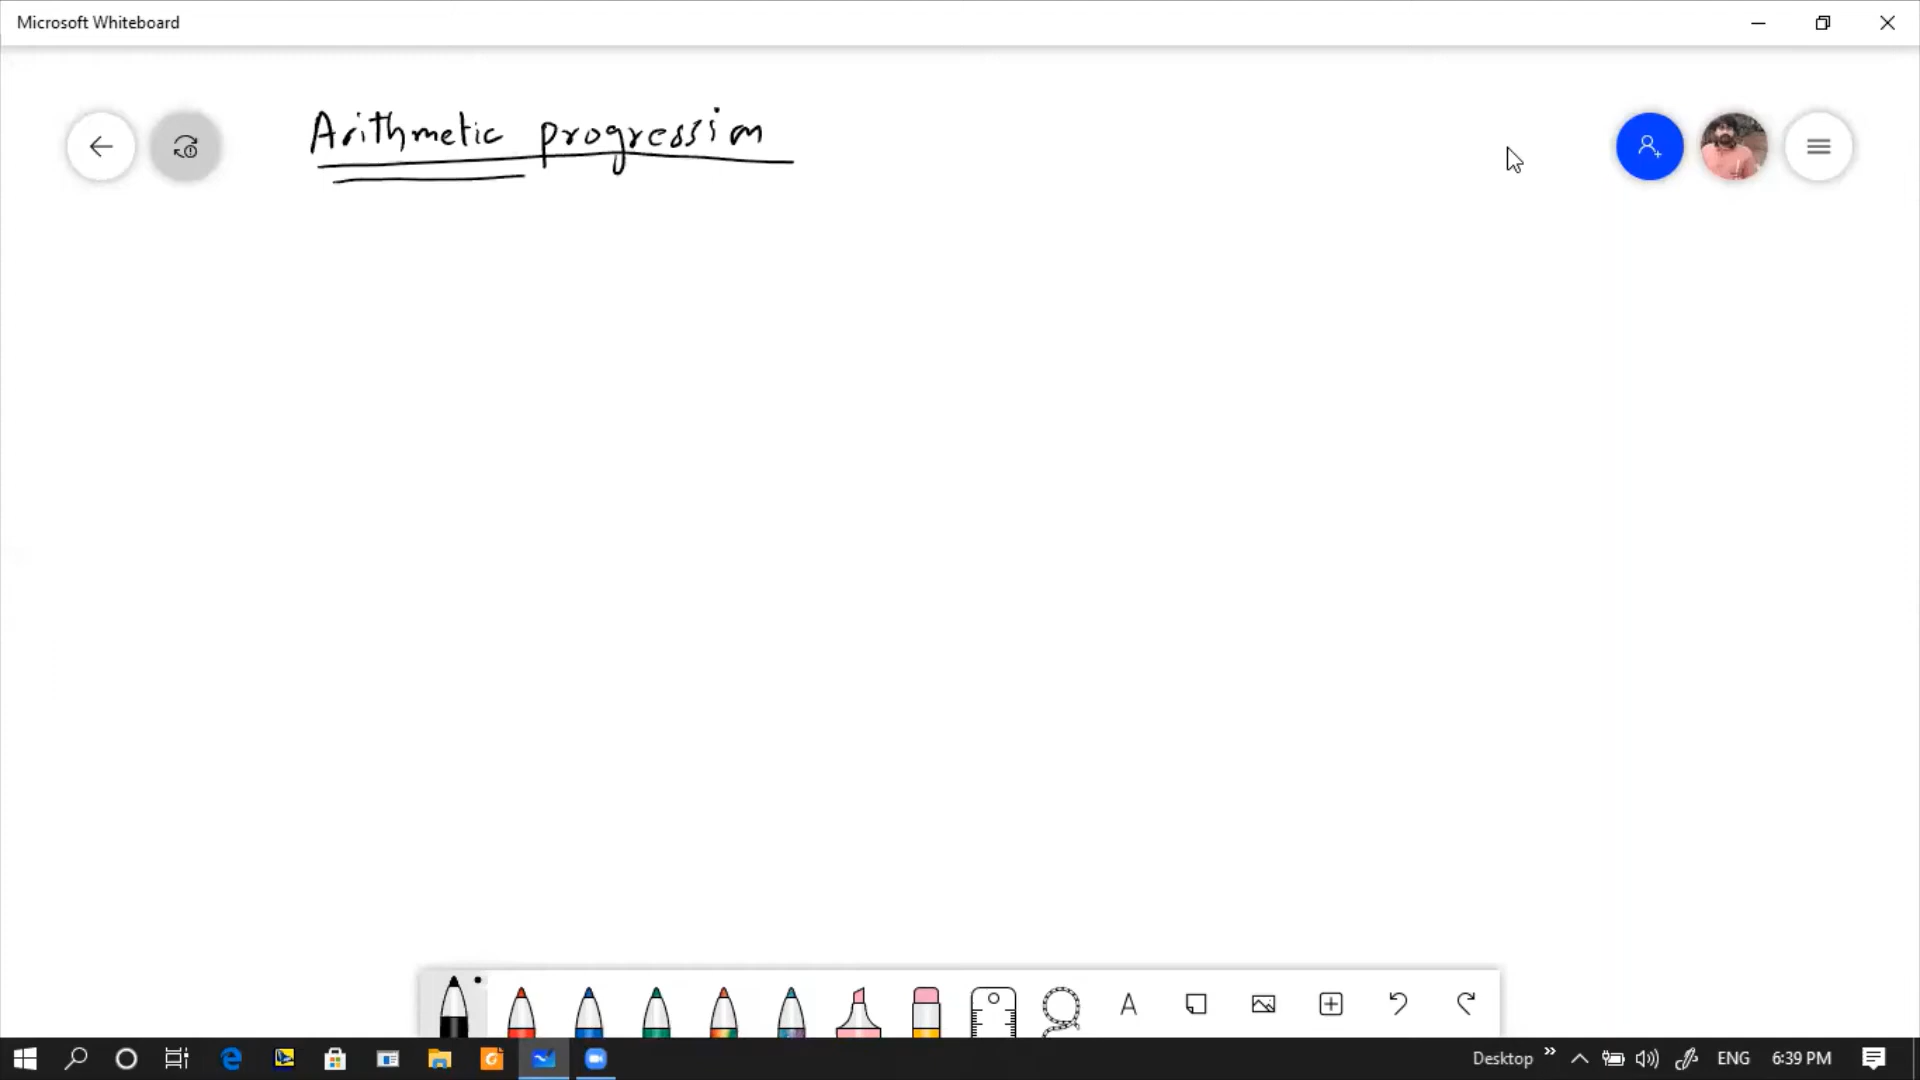 Microsoft Whiteboard
Arithmetic progression
A
Desktop
ENG
6:39 PM